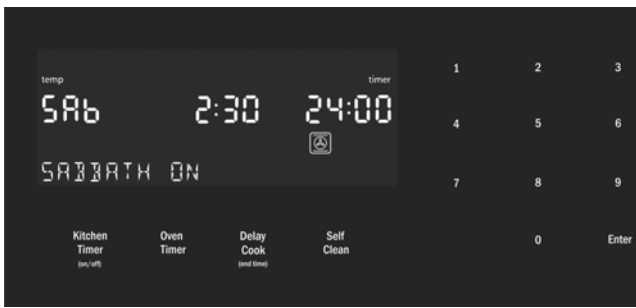 temp timer
SAb 2:30 24:00
SABBATH ON
Kitchen Timer (on/off)
Oven Timer
Delay Cook (end time)
Self Clean
1 2 3
4 5 6
7 8 9
0 Enter